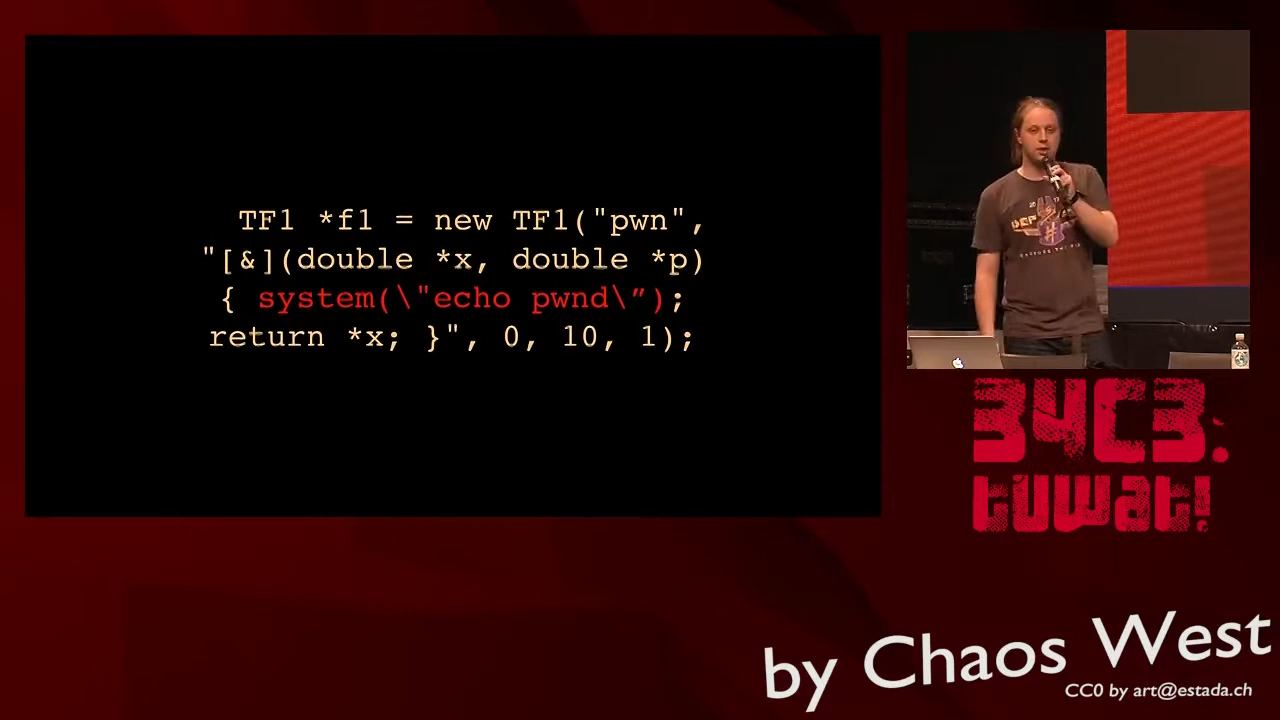 TF1 *f1 = new TF1("pwn",
"[&](double *x, double *p)
{ system(\"echo pwnd\”);
return *x; }", 0, 10, 1);
34C3:
tuwat!
by Chaos West
CC0 by art@estada.ch